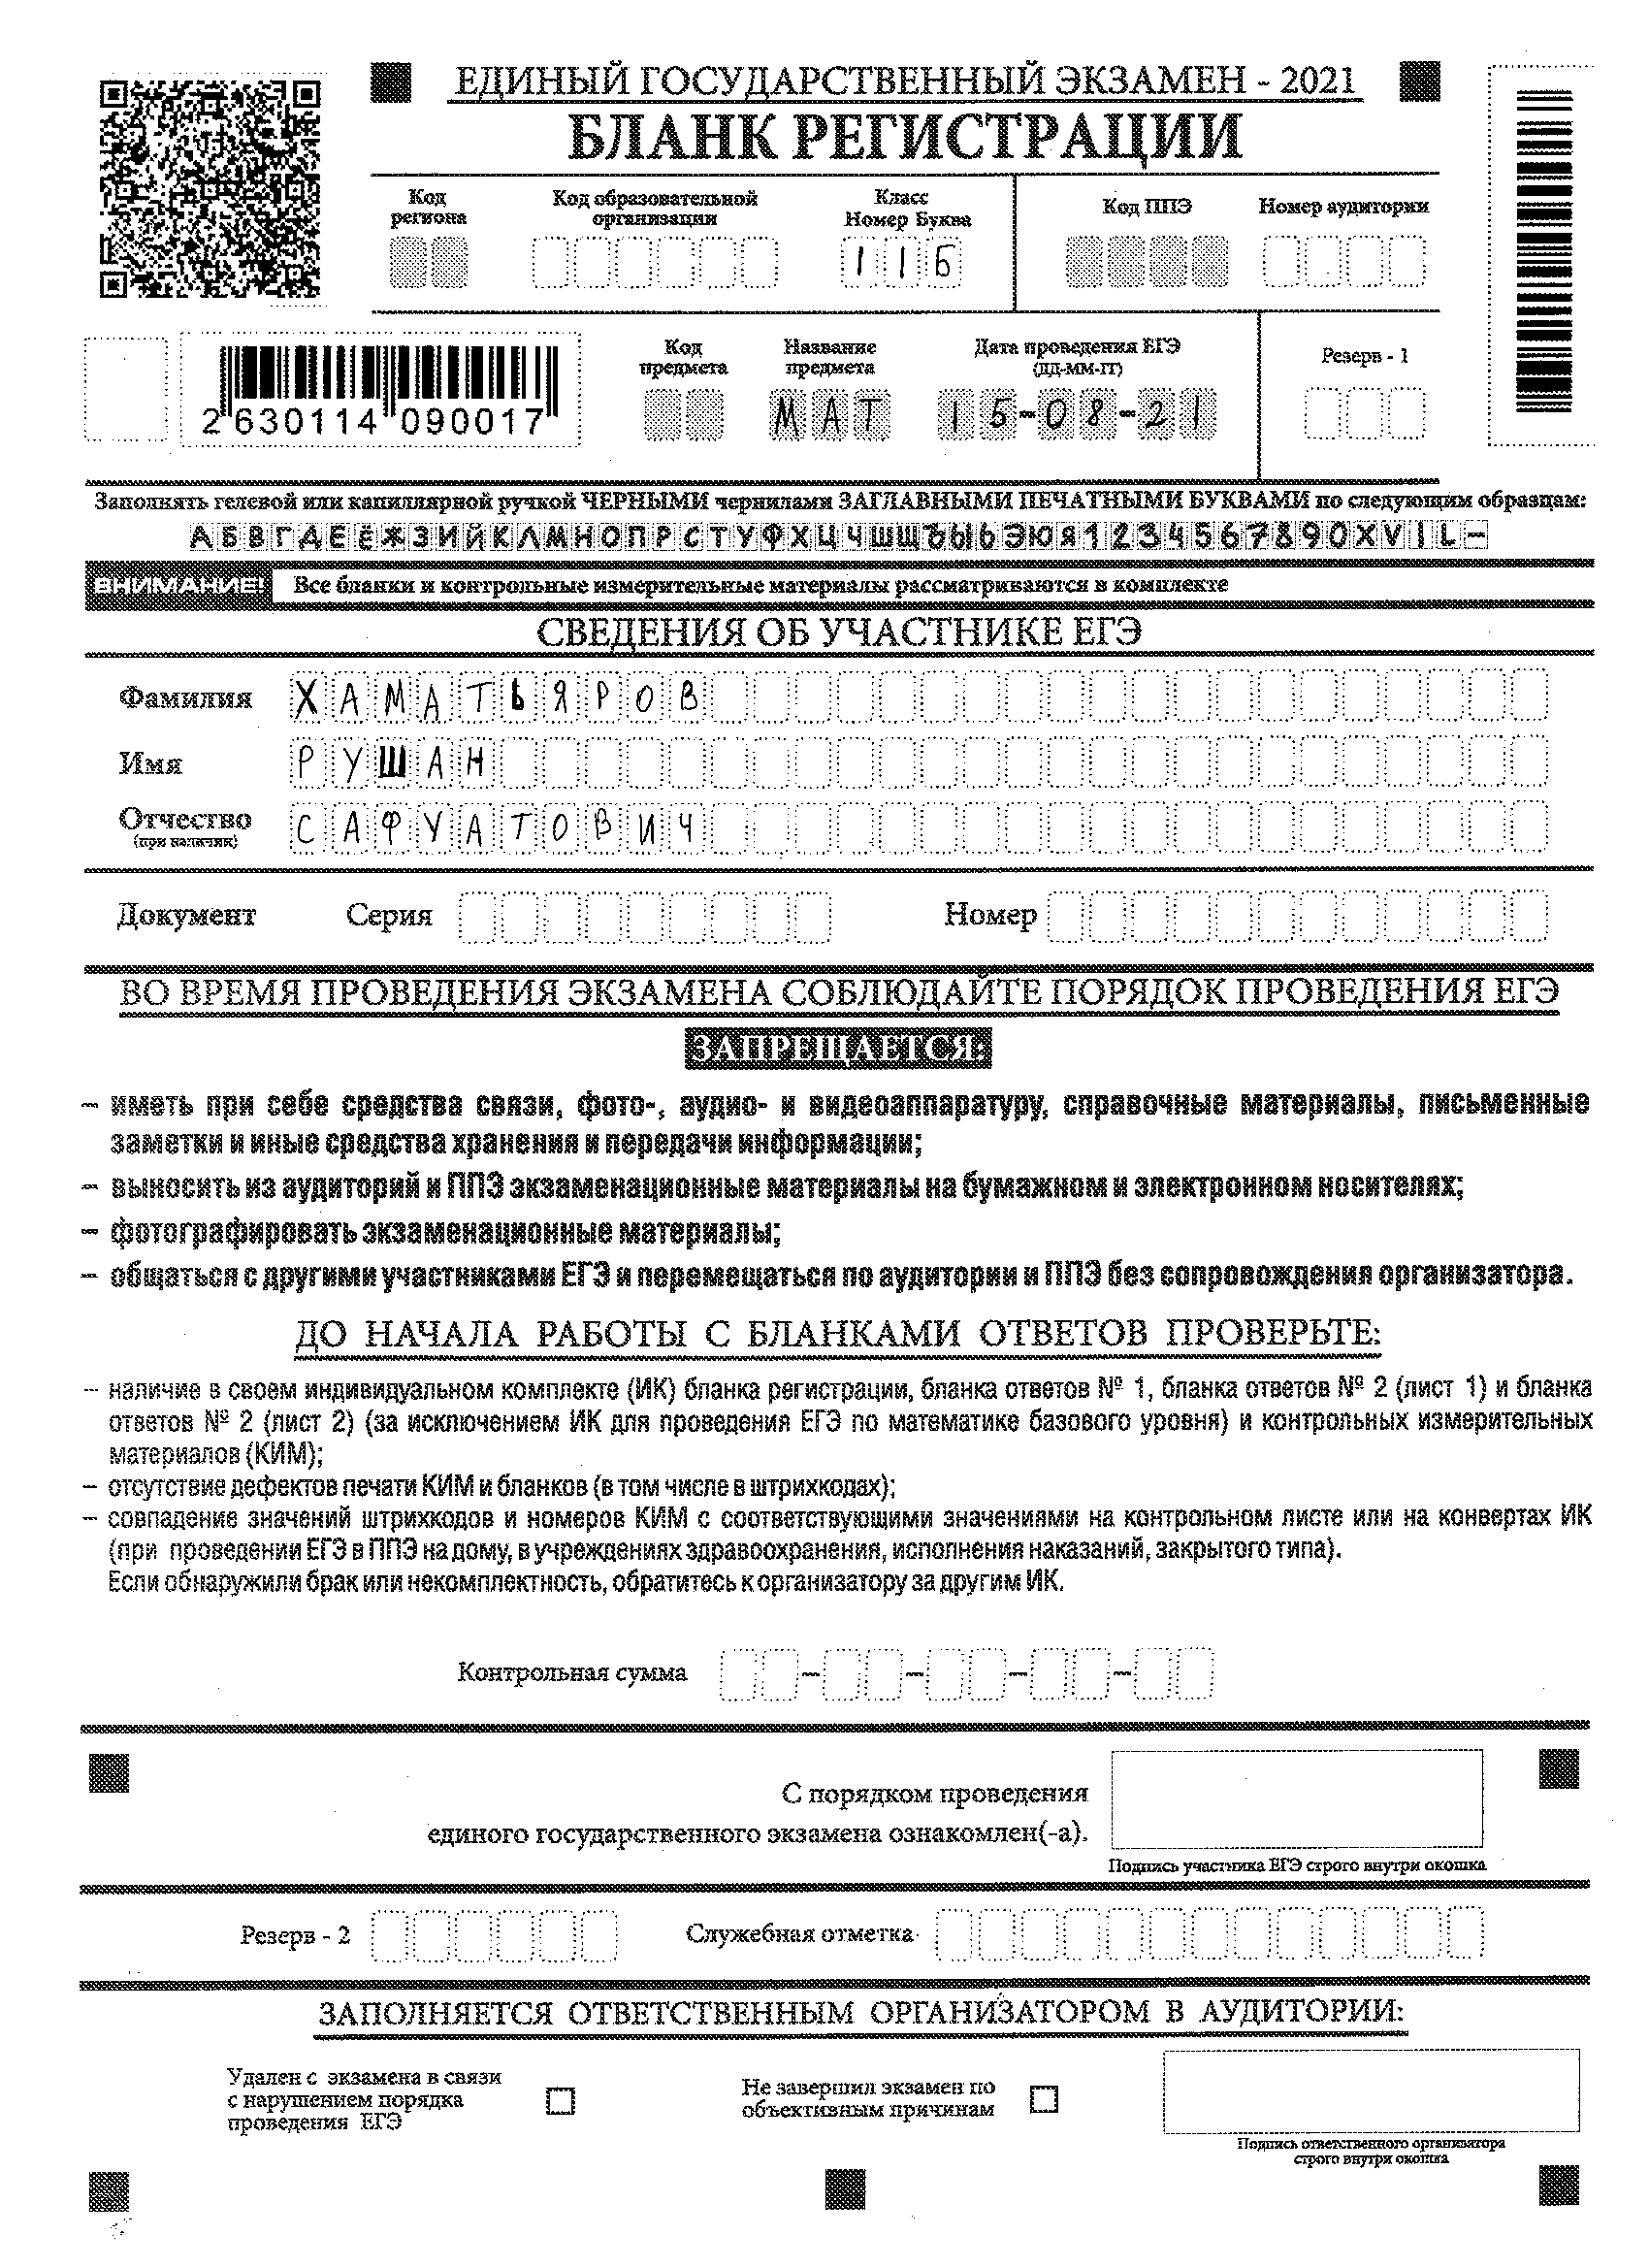 ЕДИНЫЙ ГОСУДАРСТВЕННЫЙ ЭКЗАМЕН - 2021
БЛАНК РЕГИСТРАЦИИ
Код региона
Код образовательной организации
Класс
Номер Буква
Код ППЭ
Номер аудитории
11Б
2 630114 090017
Код предмета
Название предмета
Дата проведения ЕГЭ
(ДД-ММ-ГГ)
Резерв - 1
МАТ
15-08-21
Заполнять гелевой или капиллярной ручкой ЧЕРНЫМИ чернилами ЗАГЛАВНЫМИ ПЕЧАТНЫМИ БУКВАМИ по следующим образцам:
АБВГДЕЁЖЗИЙКЛМНОПРСТУФХЦЧШЩЪЫЬЭЮЯ1234567890XVIL-
ВНИМАНИЕ! Все бланки и контрольные измерительные материалы рассматриваются в комплекте
СВЕДЕНИЯ ОБ УЧАСТНИКЕ ЕГЭ
Фамилия ХАМАТЬЯРОВ
Имя РУШАН
Отчество САФУАТОВИЧ
(при наличии)
Документ Серия Номер
ВО ВРЕМЯ ПРОВЕДЕНИЯ ЭКЗАМЕНА СОБЛЮДАЙТЕ ПОРЯДОК ПРОВЕДЕНИЯ ЕГЭ
ЗАПРЕЩАЕТСЯ:
– иметь при себе средства связи, фото-, аудио- и видеоаппаратуру, справочные материалы, письменные
заметки и иные средства хранения и передачи информации;
– выносить из аудиторий и ППЭ экзаменационные материалы на бумажном и электронном носителях;
– фотографировать экзаменационные материалы;
– общаться с другими участниками ЕГЭ и перемещаться по аудитории и ППЭ без сопровождения организатора.
ДО НАЧАЛА РАБОТЫ С БЛАНКАМИ ОТВЕТОВ ПРОВЕРЬТЕ:
– наличие в своем индивидуальном комплекте (ИК) бланка регистрации, бланка ответов № 1, бланка ответов № 2 (лист 1) и бланка
ответов № 2 (лист 2) (за исключением ИК для проведения ЕГЭ по математике базового уровня) и контрольных измерительных
материалов (КИМ);
– отсутствие дефектов печати КИМ и бланков (в том числе в штрихкодах);
– совпадение значений штрихкодов и номеров КИМ с соответствующими значениями на контрольном листе или на конвертах ИК
(при проведении ЕГЭ в ППЭ на дому, в учреждениях здравоохранения, исполнения наказаний, закрытого типа).
Если обнаружили брак или некомплектность, обратитесь к организатору за другим ИК.
Контрольная сумма - - - -
С порядком проведения
единого государственного экзамена ознакомлен(-а).
Подпись участника ЕГЭ строго внутри окошка
Резерв - 2 Служебная отметка
ЗАПОЛНЯЕТСЯ ОТВЕТСТВЕННЫМ ОРГАНИЗАТОРОМ В АУДИТОРИИ:
Удален с экзамена в связи
с нарушением порядка
проведения ЕГЭ
Не завершил экзамен по
объективным причинам
Подпись ответственного организатора
строго внутри окошка